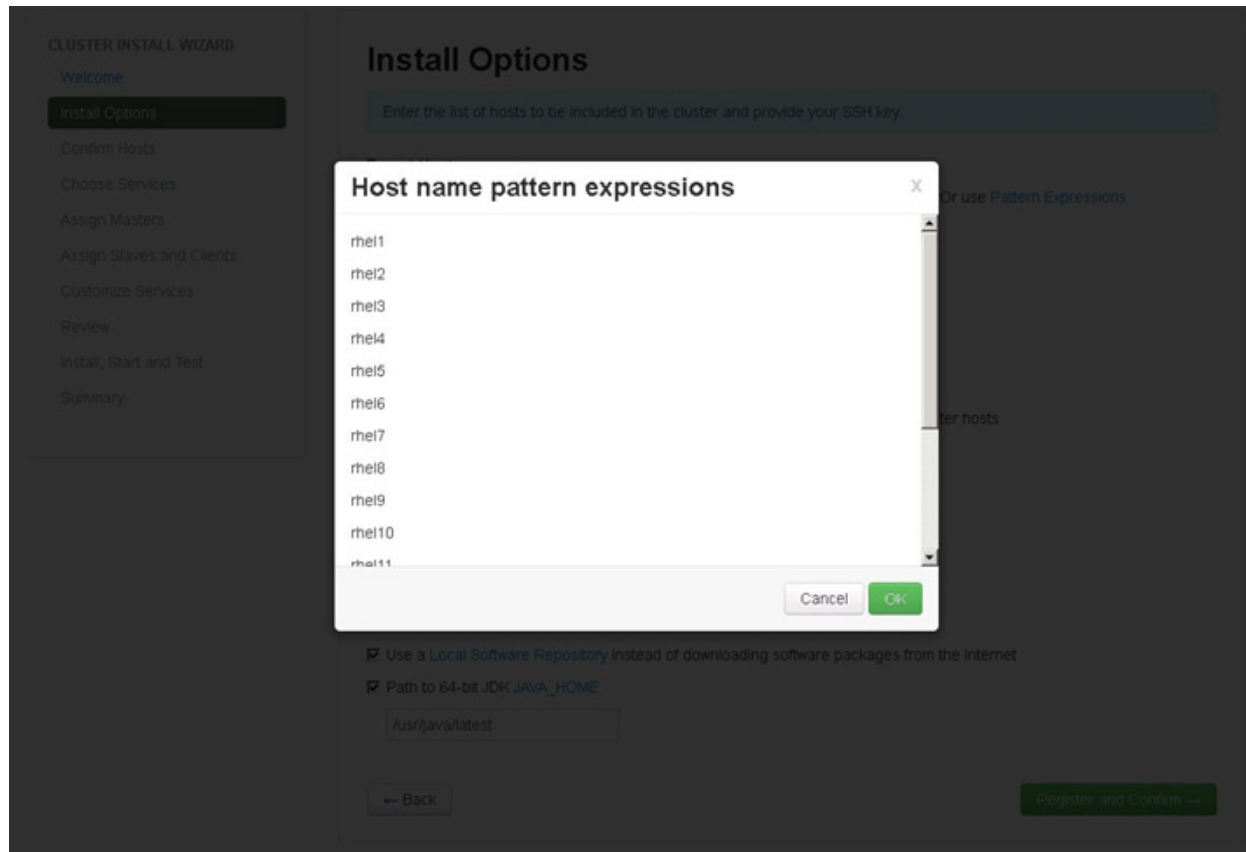 CLUSTER INSTALL WIZARD
Welcome
Install Options
Confirm Hosts
Choose Services
Assign Masters
Assign Slaves and Clients
Customize Services
Review
Install, Start and Test
Summary
Install Options
Enter the list of hosts to be included in the cluster and provide your SSH key.
Or use Pattern Expressions
Host name pattern expressions
x
rhel1
rhel2
rhel3
rhel4
rhel5
rhel6
rhel7
rhel8
rhel9
rhel10
rhel11
ter hosts
Cancel
OK
Use a Local Software Repository instead of downloading software packages from the Internet
Path to 64-bit JDK JAVA_HOME
/usr/java/latest
← Back
Register and Confirm →